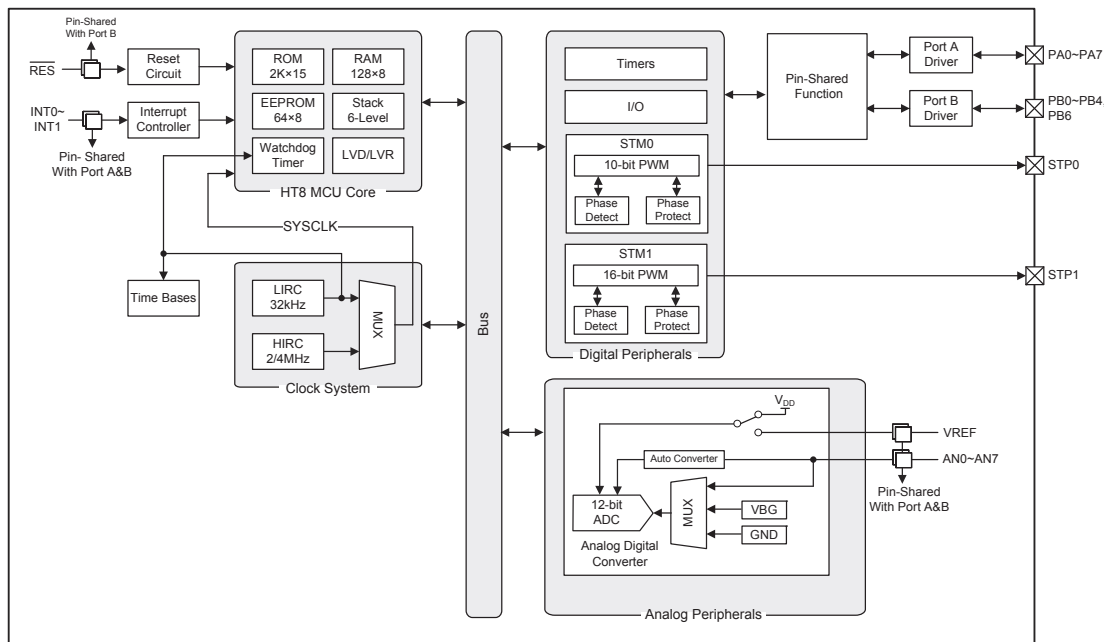 Pin-Shared
With Port B
RES
Reset
Circuit
INT0~
INT1
Interrupt
Controller
Pin- Shared
With Port A&B
ROM
2K×15
RAM
128×8
EEPROM
64×8
Stack
6-Level
Watchdog
Timer
LVD/LVR
HT8 MCU Core
SYSCLK
Time Bases
LIRC
32kHz
HIRC
2/4MHz
MUX
Clock System
Bus
Timers
I/O
STM0
10-bit PWM
Phase
Detect
Phase
Protect
STM1
16-bit PWM
Phase
Detect
Phase
Protect
Digital Peripherals
Pin-Shared
Function
Port A
Driver
Port B
Driver
PA0~PA7
PB0~PB4,
PB6
STP0
STP1
VDD
VREF
Auto Converter
AN0~AN7
12-bit
ADC
MUX
VBG
GND
Pin-Shared
With Port A&B
Analog Digital
Converter
Analog Peripherals